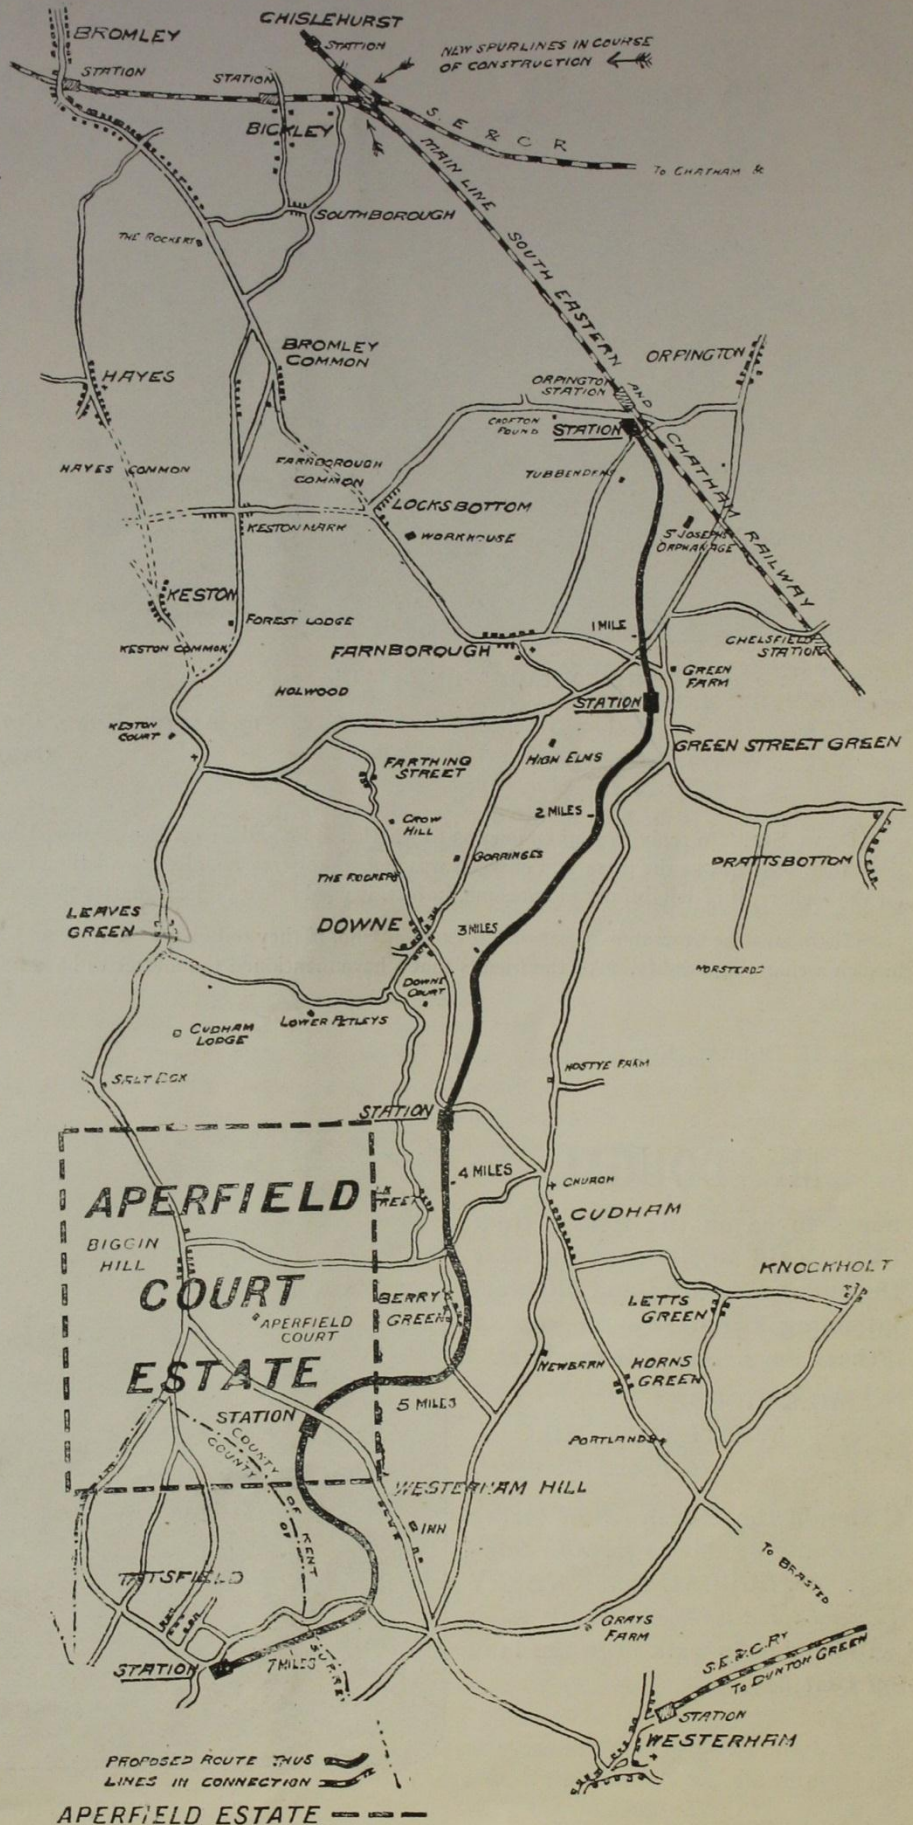 CHISLEHURST
STATION
BROMLEY
STATION
NEW SPURLINES IN COURSE
OF CONSTRUCTION
STATION
BICKLEY
S. E & C R
To CHATHAM &c
MAIN LINE SOUTH EASTERN AND CHATHAM RAILWAY
SOUTHBOROUGH
THE ROCKERY
BROMLEY
COMMON
ORPINGTON
HAYES
ORPINGTON
STATION
CROFTON
POUND
STATION
HAYES COMMON
FARNBOROUGH
COMMON
TUBBENDENS
LOCKSBOTTOM
KESTON MARK
WORKHOUSE
ST JOSEPHS
ORPHANAGE
KESTON
FOREST LODGE
1 MILE
CHELSFIELD
STATION
KESTON COMMON
FARNBOROUGH
GREEN
FARM
HOLWOOD
STATION
KESTON
COURT
GREEN STREET GREEN
HIGH ELMS
FARTHING
STREET
2 MILES
CROW
HILL
GORRINGES
PRATTSBOTTOM
THE ROOKERY
LEAVES
GREEN
DOWNE
3 MILES
NORSTEADS
DOWNE
COURT
LOWER PETLEYS
CUDHAM
LODGE
HOSTYE FARM
SALT BOX
STATION
4 MILES
CHURCH
APERFIELD
STREET
CUDHAM
BIGGIN
HILL
KNOCKHOLT
COURT
BERRY
GREEN
LETTS
GREEN
APERFIELD
COURT
ESTATE
NEWBARN
HORNS
GREEN
5 MILES
STATION
COUNTY OF KENT
COUNTY OF SURREY
PORTLANDS
WESTERHAM HILL
INN
To BRASTED
TATSFIELD
GRAYS
FARM
STATION
7 MILES
S.E. & C. Ry
To DUNTON GREEN
STATION
WESTERHAM
PROPOSED ROUTE THUS
LINES IN CONNECTION
APERFIELD ESTATE